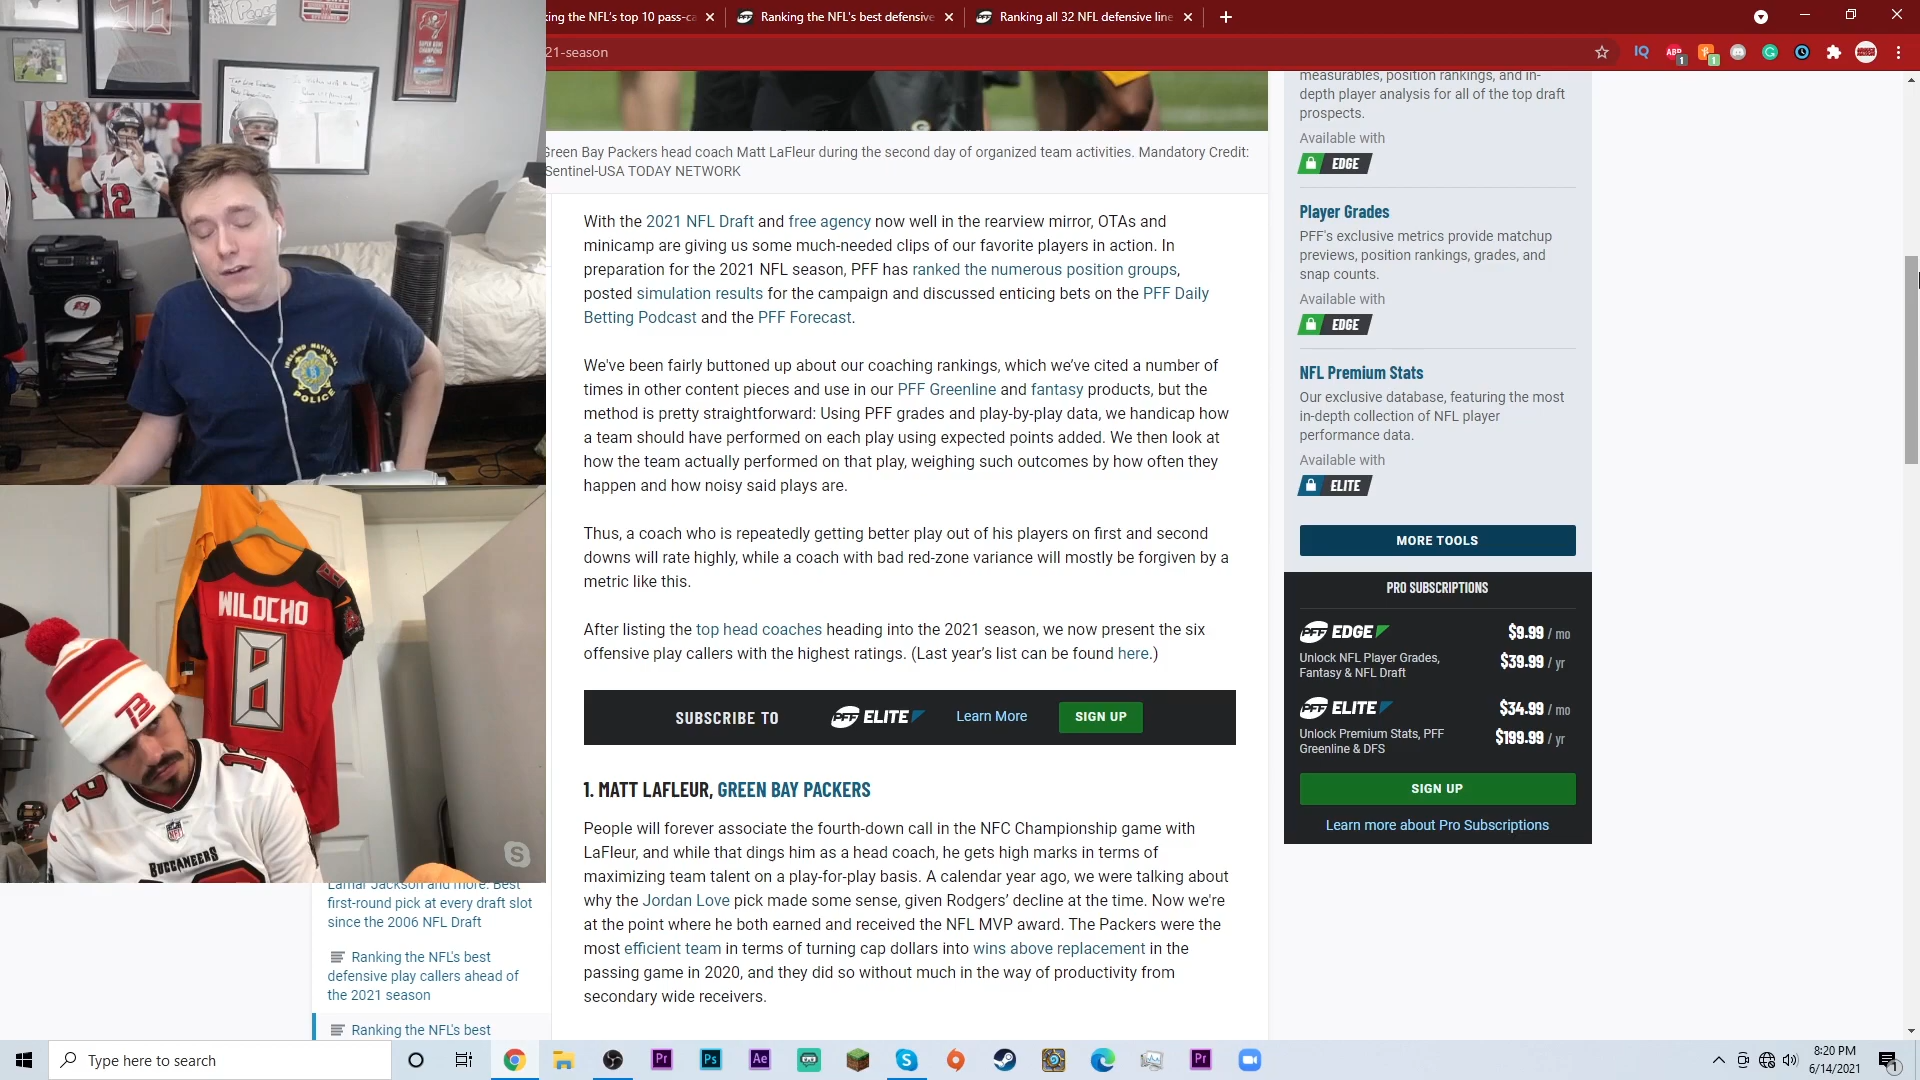 king the NFL's top 10 pass-ca
Ranking the NFL's best defensive
Ranking all 32 NFL defensive line
21-season
ABP
1
1
Green Bay Packers head coach Matt LaFleur during the second day of organized team activities. Mandatory Credit:
Sentinel-USA TODAY NETWORK
With the 2021 NFL Draft and free agency now well in the rearview mirror, OTAs and
minicamp are giving us some much-needed clips of our favorite players in action. In
preparation for the 2021 NFL season, PFF has ranked the numerous position groups,
posted simulation results for the campaign and discussed enticing bets on the PFF Daily
Betting Podcast and the PFF Forecast.
We've been fairly buttoned up about our coaching rankings, which we’ve cited a number of
times in other content pieces and use in our PFF Greenline and fantasy products, but the
method is pretty straightforward: Using PFF grades and play-by-play data, we handicap how
a team should have performed on each play using expected points added. We then look at
how the team actually performed on that play, weighing such outcomes by how often they
happen and how noisy said plays are.
Thus, a coach who is repeatedly getting better play out of his players on first and second
downs will rate highly, while a coach with bad red-zone variance will mostly be forgiven by a
metric like this.
After listing the top head coaches heading into the 2021 season, we now present the six
offensive play callers with the highest ratings. (Last year’s list can be found here.)
SUBSCRIBE TO PFF ELITE Learn More SIGN UP
1. MATT LAFLEUR, GREEN BAY PACKERS
People will forever associate the fourth-down call in the NFC Championship game with
LaFleur, and while that dings him as a head coach, he gets high marks in terms of
maximizing team talent on a play-for-play basis. A calendar year ago, we were talking about
why the Jordan Love pick made some sense, given Rodgers’ decline at the time. Now we're
at the point where he both earned and received the NFL MVP award. The Packers were the
most efficient team in terms of turning cap dollars into wins above replacement in the
passing game in 2020, and they did so without much in the way of productivity from
secondary wide receivers.
measurables, position rankings, and in-
depth player analysis for all of the top draft
prospects.
Available with
EDGE
Player Grades
PFF's exclusive metrics provide matchup
previews, position rankings, grades, and
snap counts.
Available with
EDGE
NFL Premium Stats
Our exclusive database, featuring the most
in-depth collection of NFL player
performance data.
Available with
ELITE
MORE TOOLS
PRO SUBSCRIPTIONS
PFF EDGE $9.99 / mo
Unlock NFL Player Grades,
Fantasy & NFL Draft
$39.99 / yr
PFF ELITE $34.99 / mo
Unlock Premium Stats, PFF
Greenline & DFS
$199.99 / yr
SIGN UP
Learn more about Pro Subscriptions
12
IRELAND NATIONAL
POLICE
WILOCHO
8
TB
12
NFL
BUCCANEERS
Lamar Jackson and more: Best
first-round pick at every draft slot
since the 2006 NFL Draft
Ranking the NFL's best
defensive play callers ahead of
the 2021 season
Ranking the NFL's best
Type here to search
Pr
Ps
Ae
Pr
8:20 PM
6/14/2021
1